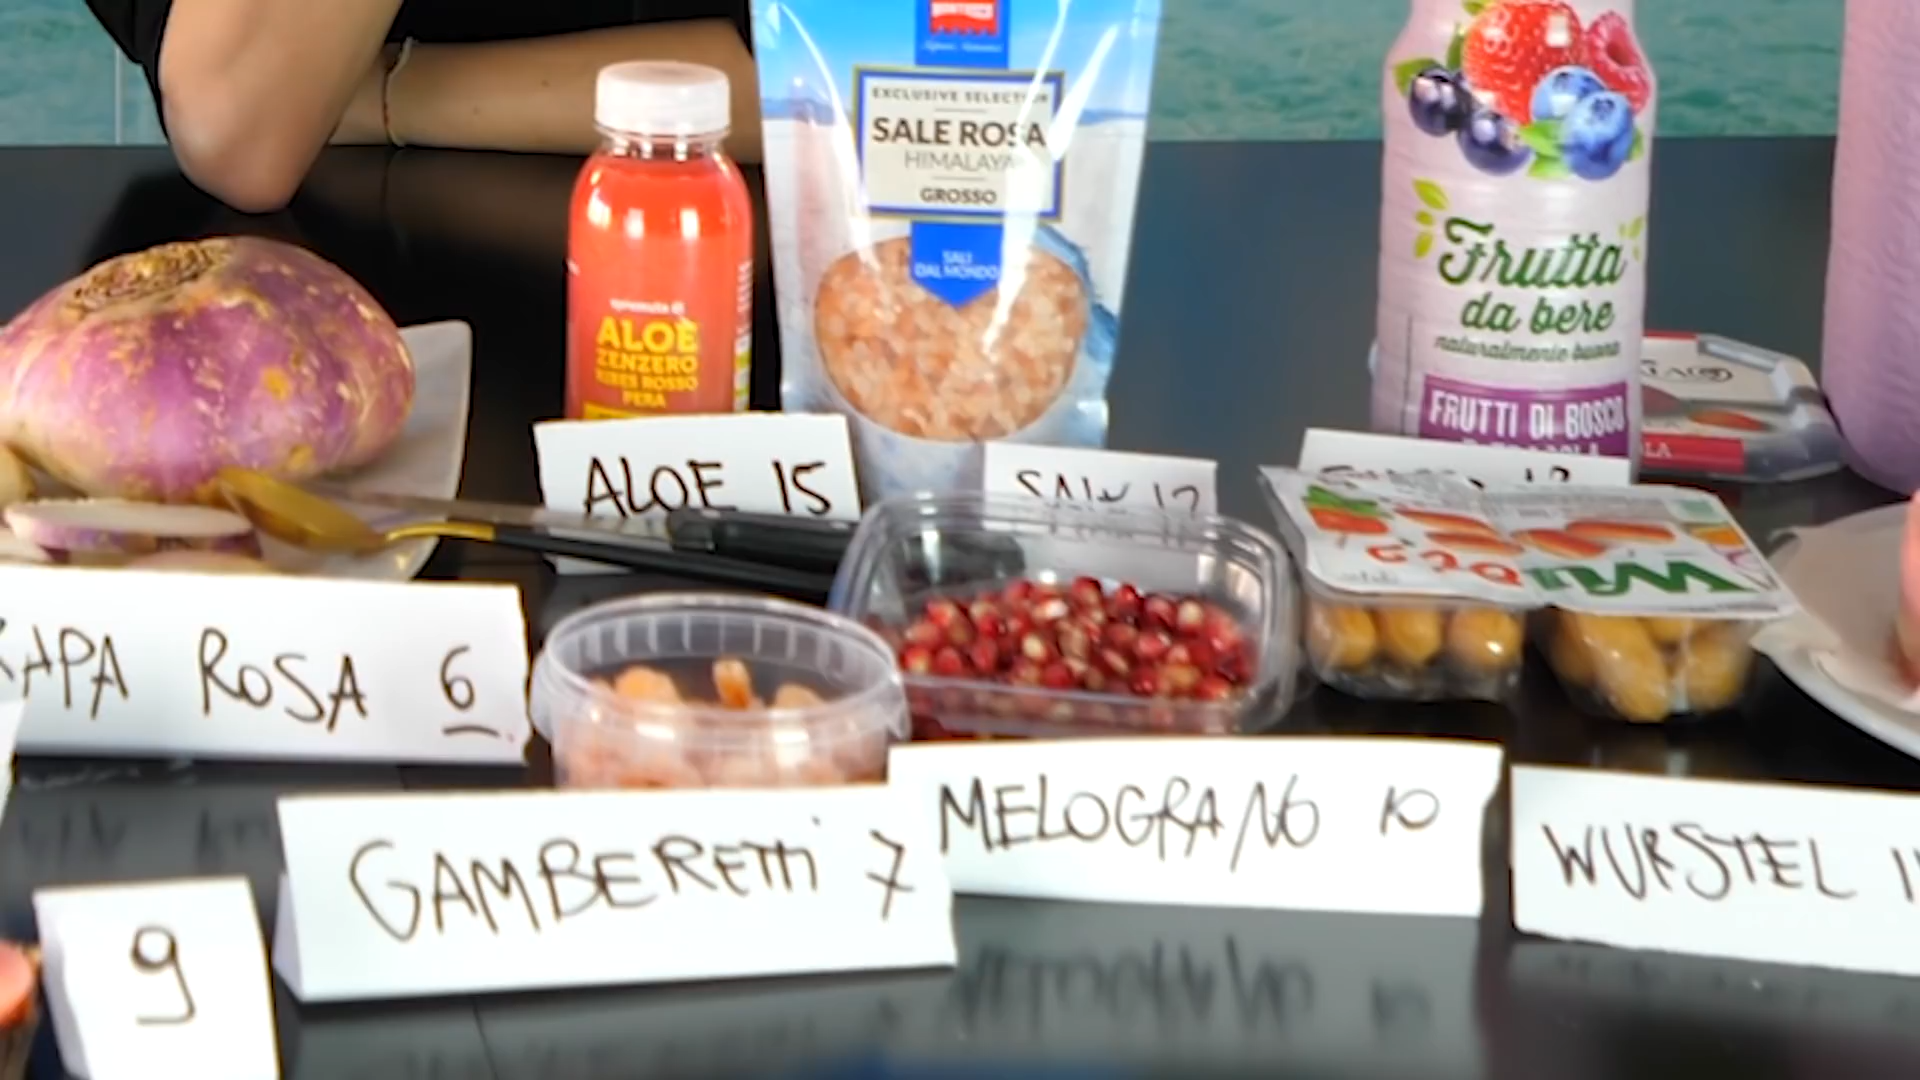 EXCLUSIVE SELECTION
SALE ROSA
HIMALAYA
GROSSO
SALI
DAL MONDO
ALOE
ZENZERO
RIBES ROSSO
PERA
Frutta
da bere
naturalmente buona
FRUTTI DI BOSCO
ALOE 15
RAPA ROSA 6
GAMBERETTI 7
MELOGRANO 10
WURSTEL
9